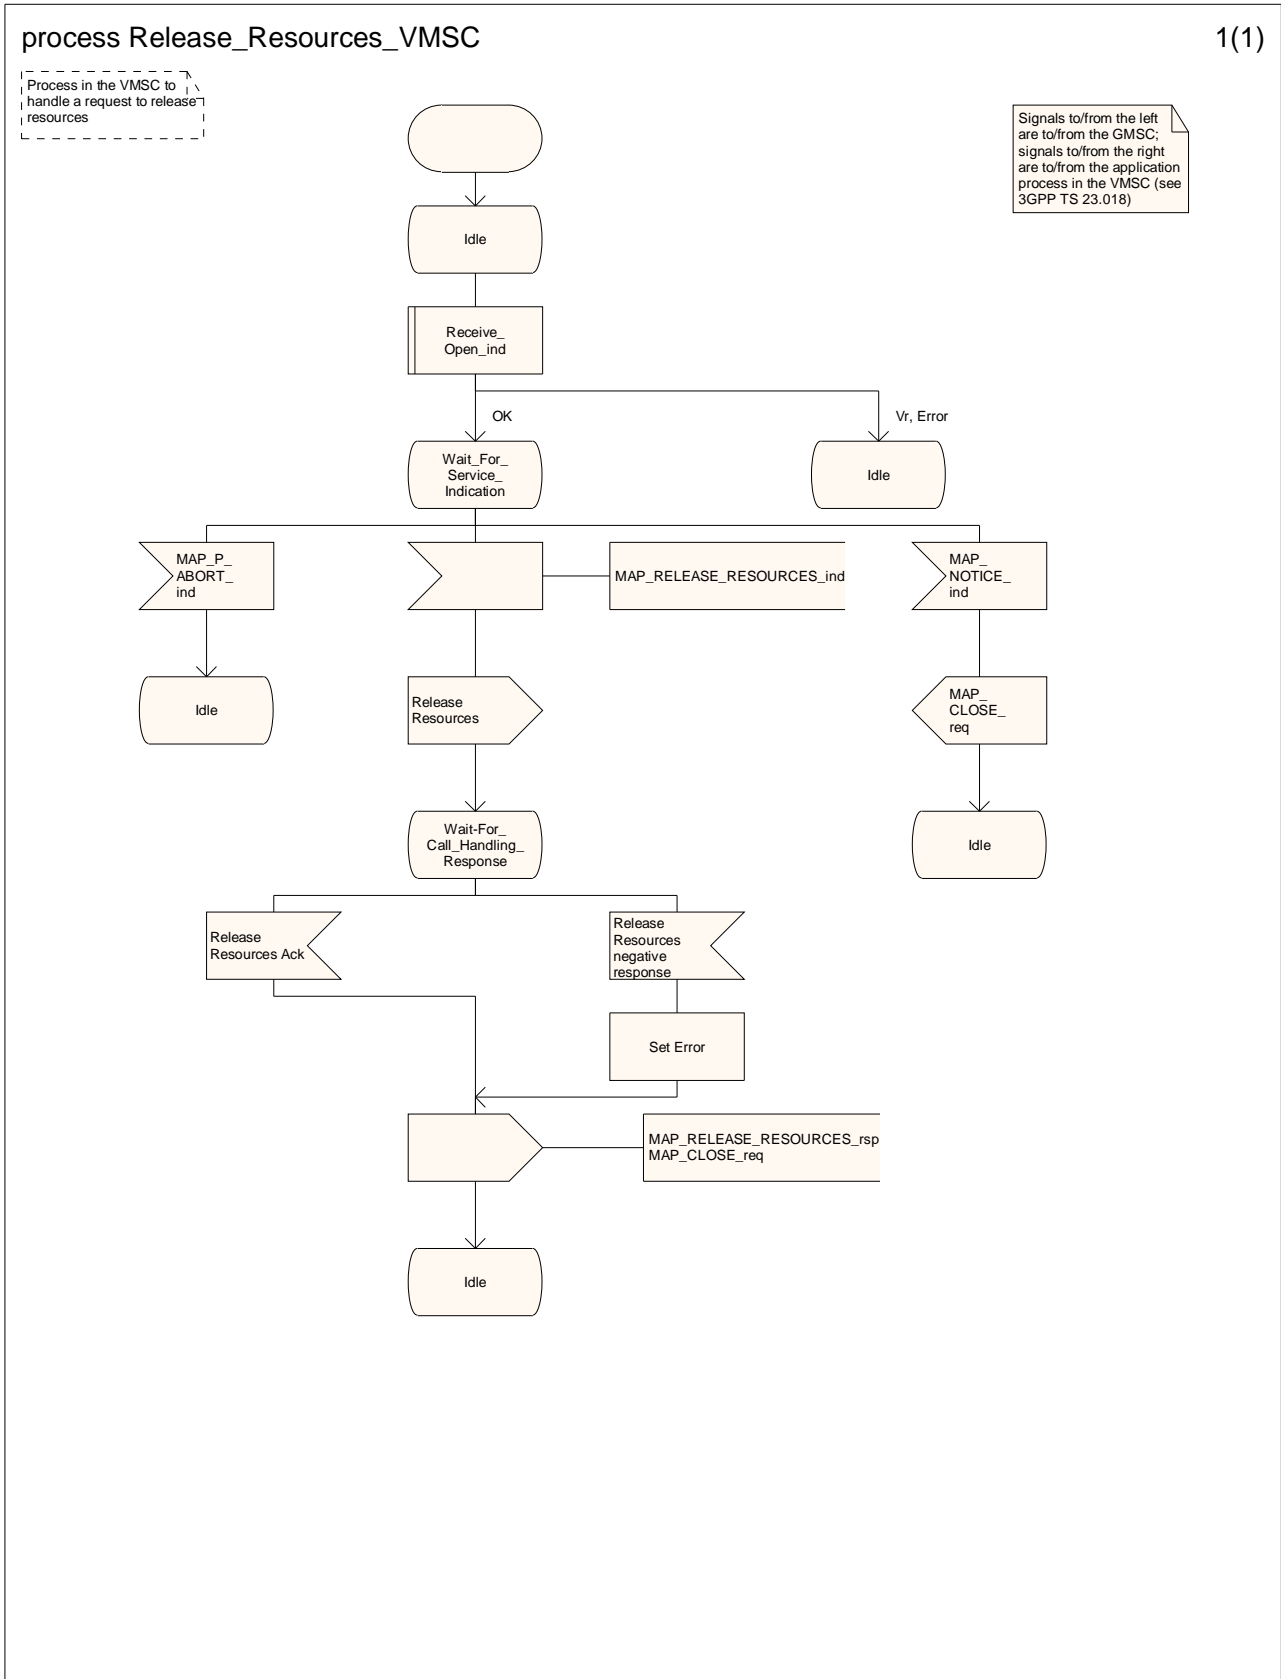 process Release_Resources_VMSC
1(1)
Process in the VMSC to
handle a request to release
resources
Signals to/from the left
are to/from the GMSC;
signals to/from the right
are to/from the application
process in the VMSC (see
3GPP TS 23.018)
Idle
Receive_
Open_ind
OK
Vr, Error
Wait_For_
Service_
Indication
Idle
MAP_P_
ABORT_
ind
MAP_RELEASE_RESOURCES_ind
MAP_
NOTICE_
ind
Idle
Release
Resources
MAP_
CLOSE_
req
Wait-For_
Call_Handling_
Response
Idle
Release
Resources Ack
Release
Resources
negative
response
Set Error
MAP_RELEASE_RESOURCES_rsp
MAP_CLOSE_req
Idle